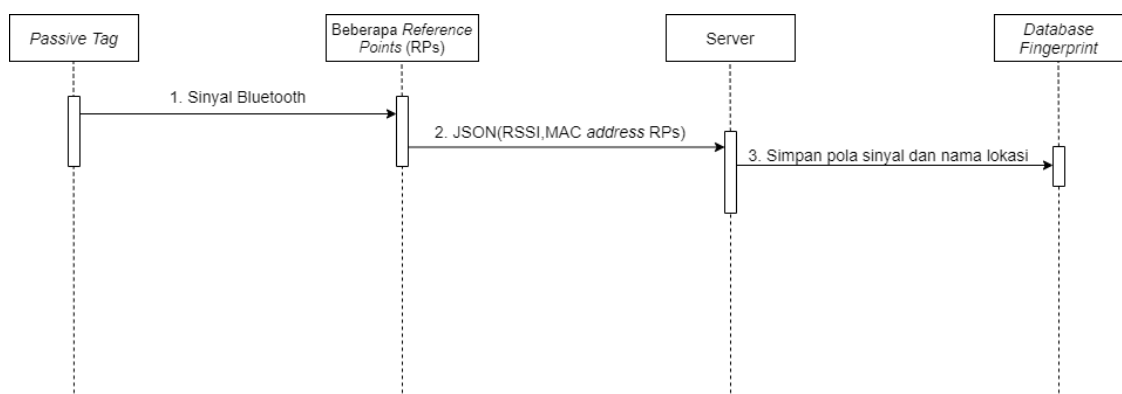 Passive Tag
Beberapa Reference
Points (RPs)
Server
Database
Fingerprint
1. Sinyal Bluetooth
2. JSON(RSSI,MAC address RPs)
3. Simpan pola sinyal dan nama lokasi